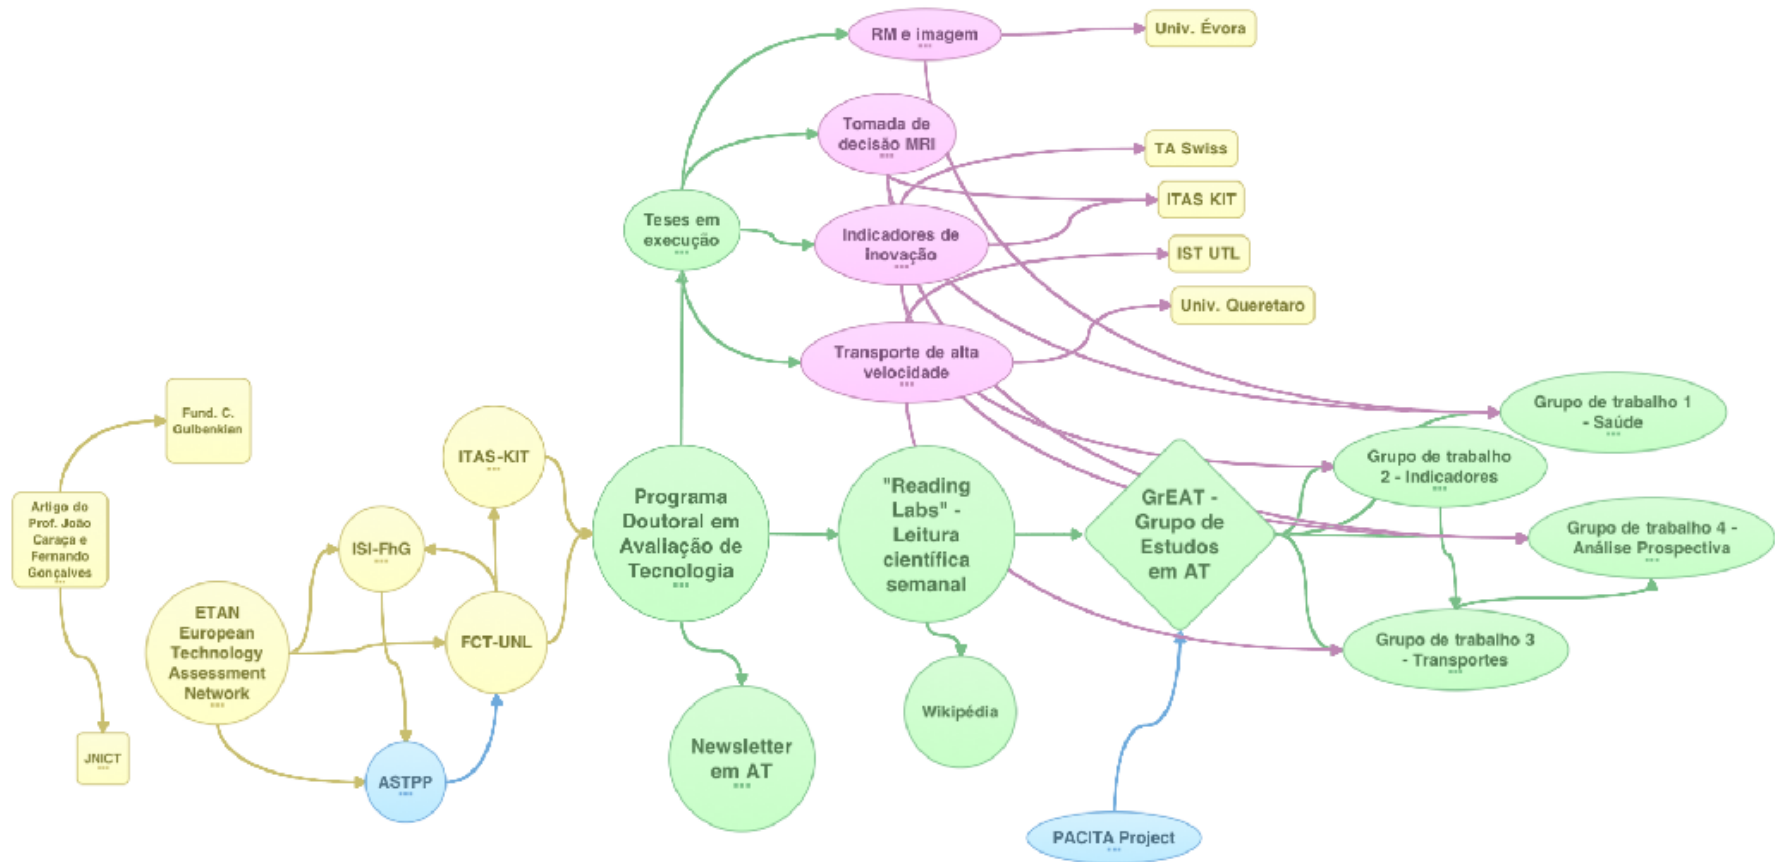 RM e imagem
Univ. Évora
Tomada de
decisão MRI
TA Swiss
ITAS KIT
Teses em
execução
Indicadores de
Inovação
IST UTL
Univ. Queretaro
Transporte de alta
velocidade
Fund. C.
Gulbenkian
Grupo de trabalho 1
- Saúde
ITAS-KIT
Grupo de trabalho
2 - Indicadores
Artigo do
Prof. João
Caraça e
Fernando
Gonçalves
ISI-FhG
Programa
Doutoral em
Avaliação de
Tecnologia
"Reading
Labs" -
Leitura
científica
semanal
GrEAT -
Grupo de
Estudos
em AT
Grupo de trabalho 4 -
Análise Prospectiva
ETAN
European
Technology
Assessment
Network
FCT-UNL
Grupo de trabalho 3
- Transportes
JNICT
ASTPP
Newsletter
em AT
Wikipédia
PACITA Project